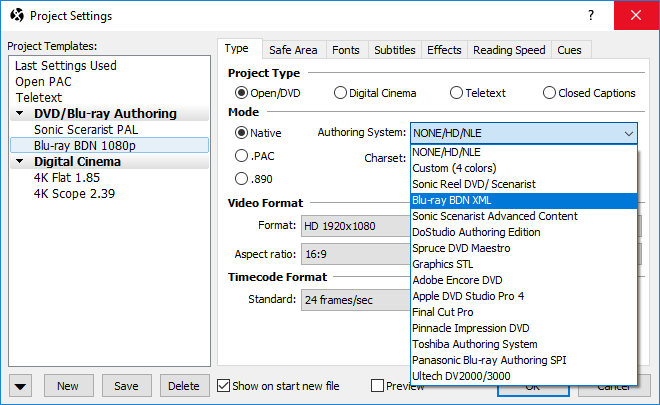 Project Settings
?
Project Templates:
Last Settings Used
Open PAC
Teletext
DVD/Blu-ray Authoring
Sonic Scerarist PAL
Blu-ray BDN 1080p
Digital Cinema
4K Flat 1.85
4K Scope 2.39
New
Save
Delete
Type
Safe Area
Fonts
Subtitles
Effects
Reading Speed
Cues
Project Type
Open/DVD
Digital Cinema
Teletext
Closed Captions
Mode
Native
.PAC
.890
Authoring System:
NONE/HD/NLE
Charset:
NONE/HD/NLE
Custom (4 colors)
Sonic Reel DVD/ Scenarist
Blu-ray BDN XML
Sonic Scenarist Advanced Content
DoStudio Authoring Edition
Spruce DVD Maestro
Graphics STL
Adobe Encore DVD
Apple DVD Studio Pro 4
Final Cut Pro
Pinnacle Impression DVD
Toshiba Authoring System
Panasonic Blu-ray Authoring SPI
Ultech DV2000/3000
Video Format
Format:
HD 1920x1080
Aspect ratio:
16:9
Timecode Format
Standard:
24 frames/sec
Show on start new file
Preview
OK
Cancel